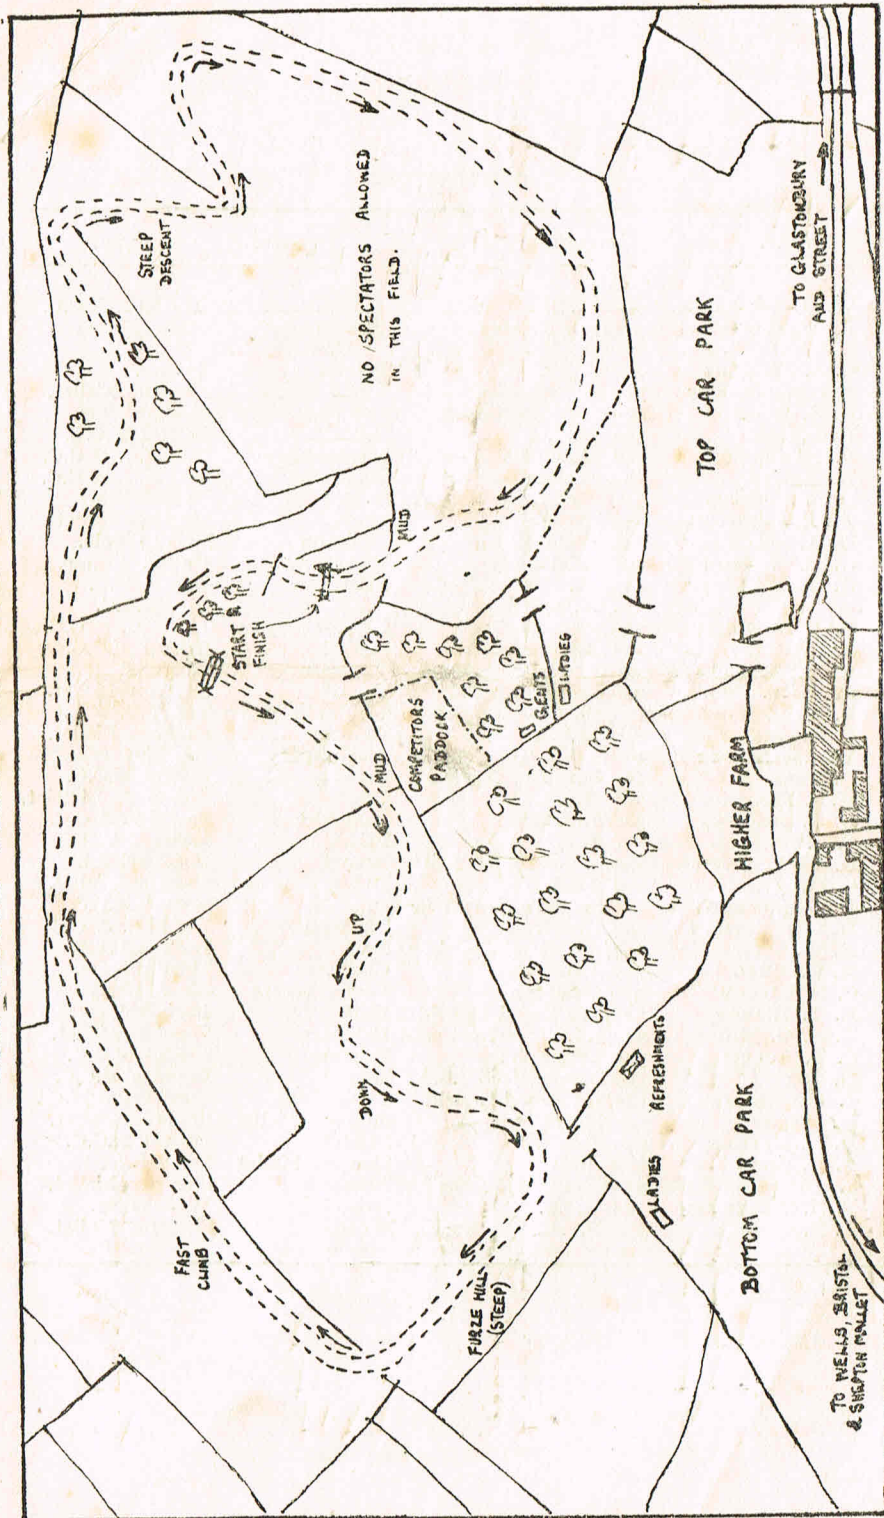 STEEP
DESCENT
NO SPECTATORS ALLOWED
IN THIS FIELD.
START &
FINISH
MUD
MUD
COMPETITORS
PADDOCK
GENTS
LADIES
UP
DOWN
FAST
CLIMB
FURZE HILL
(STEEP)
LADIES
REFRESHMENTS
HIGHER FARM
TOP CAR PARK
BOTTOM CAR PARK
TO GLASTONBURY
AND STREET
TO WELLS, BRISTOL
& SHEPTON MALLET